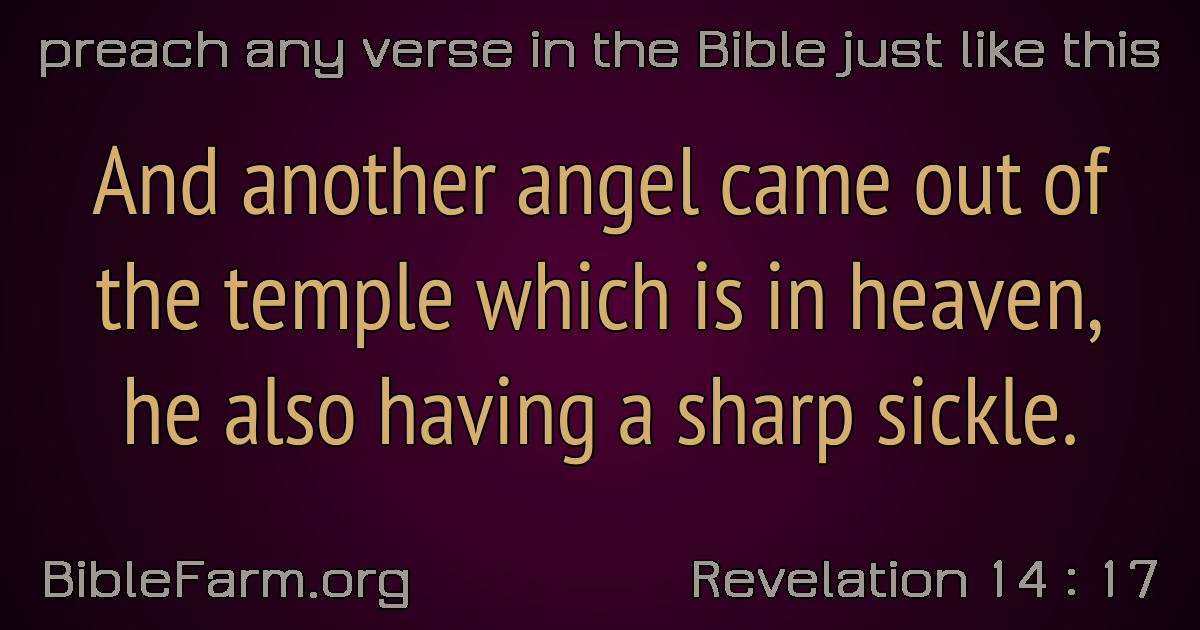 preach any verse in the Bible just like this
And another angel came out of
the temple which is in heaven,
he also having a sharp sickle.
BibleFarm.org
Revelation 14 : 17